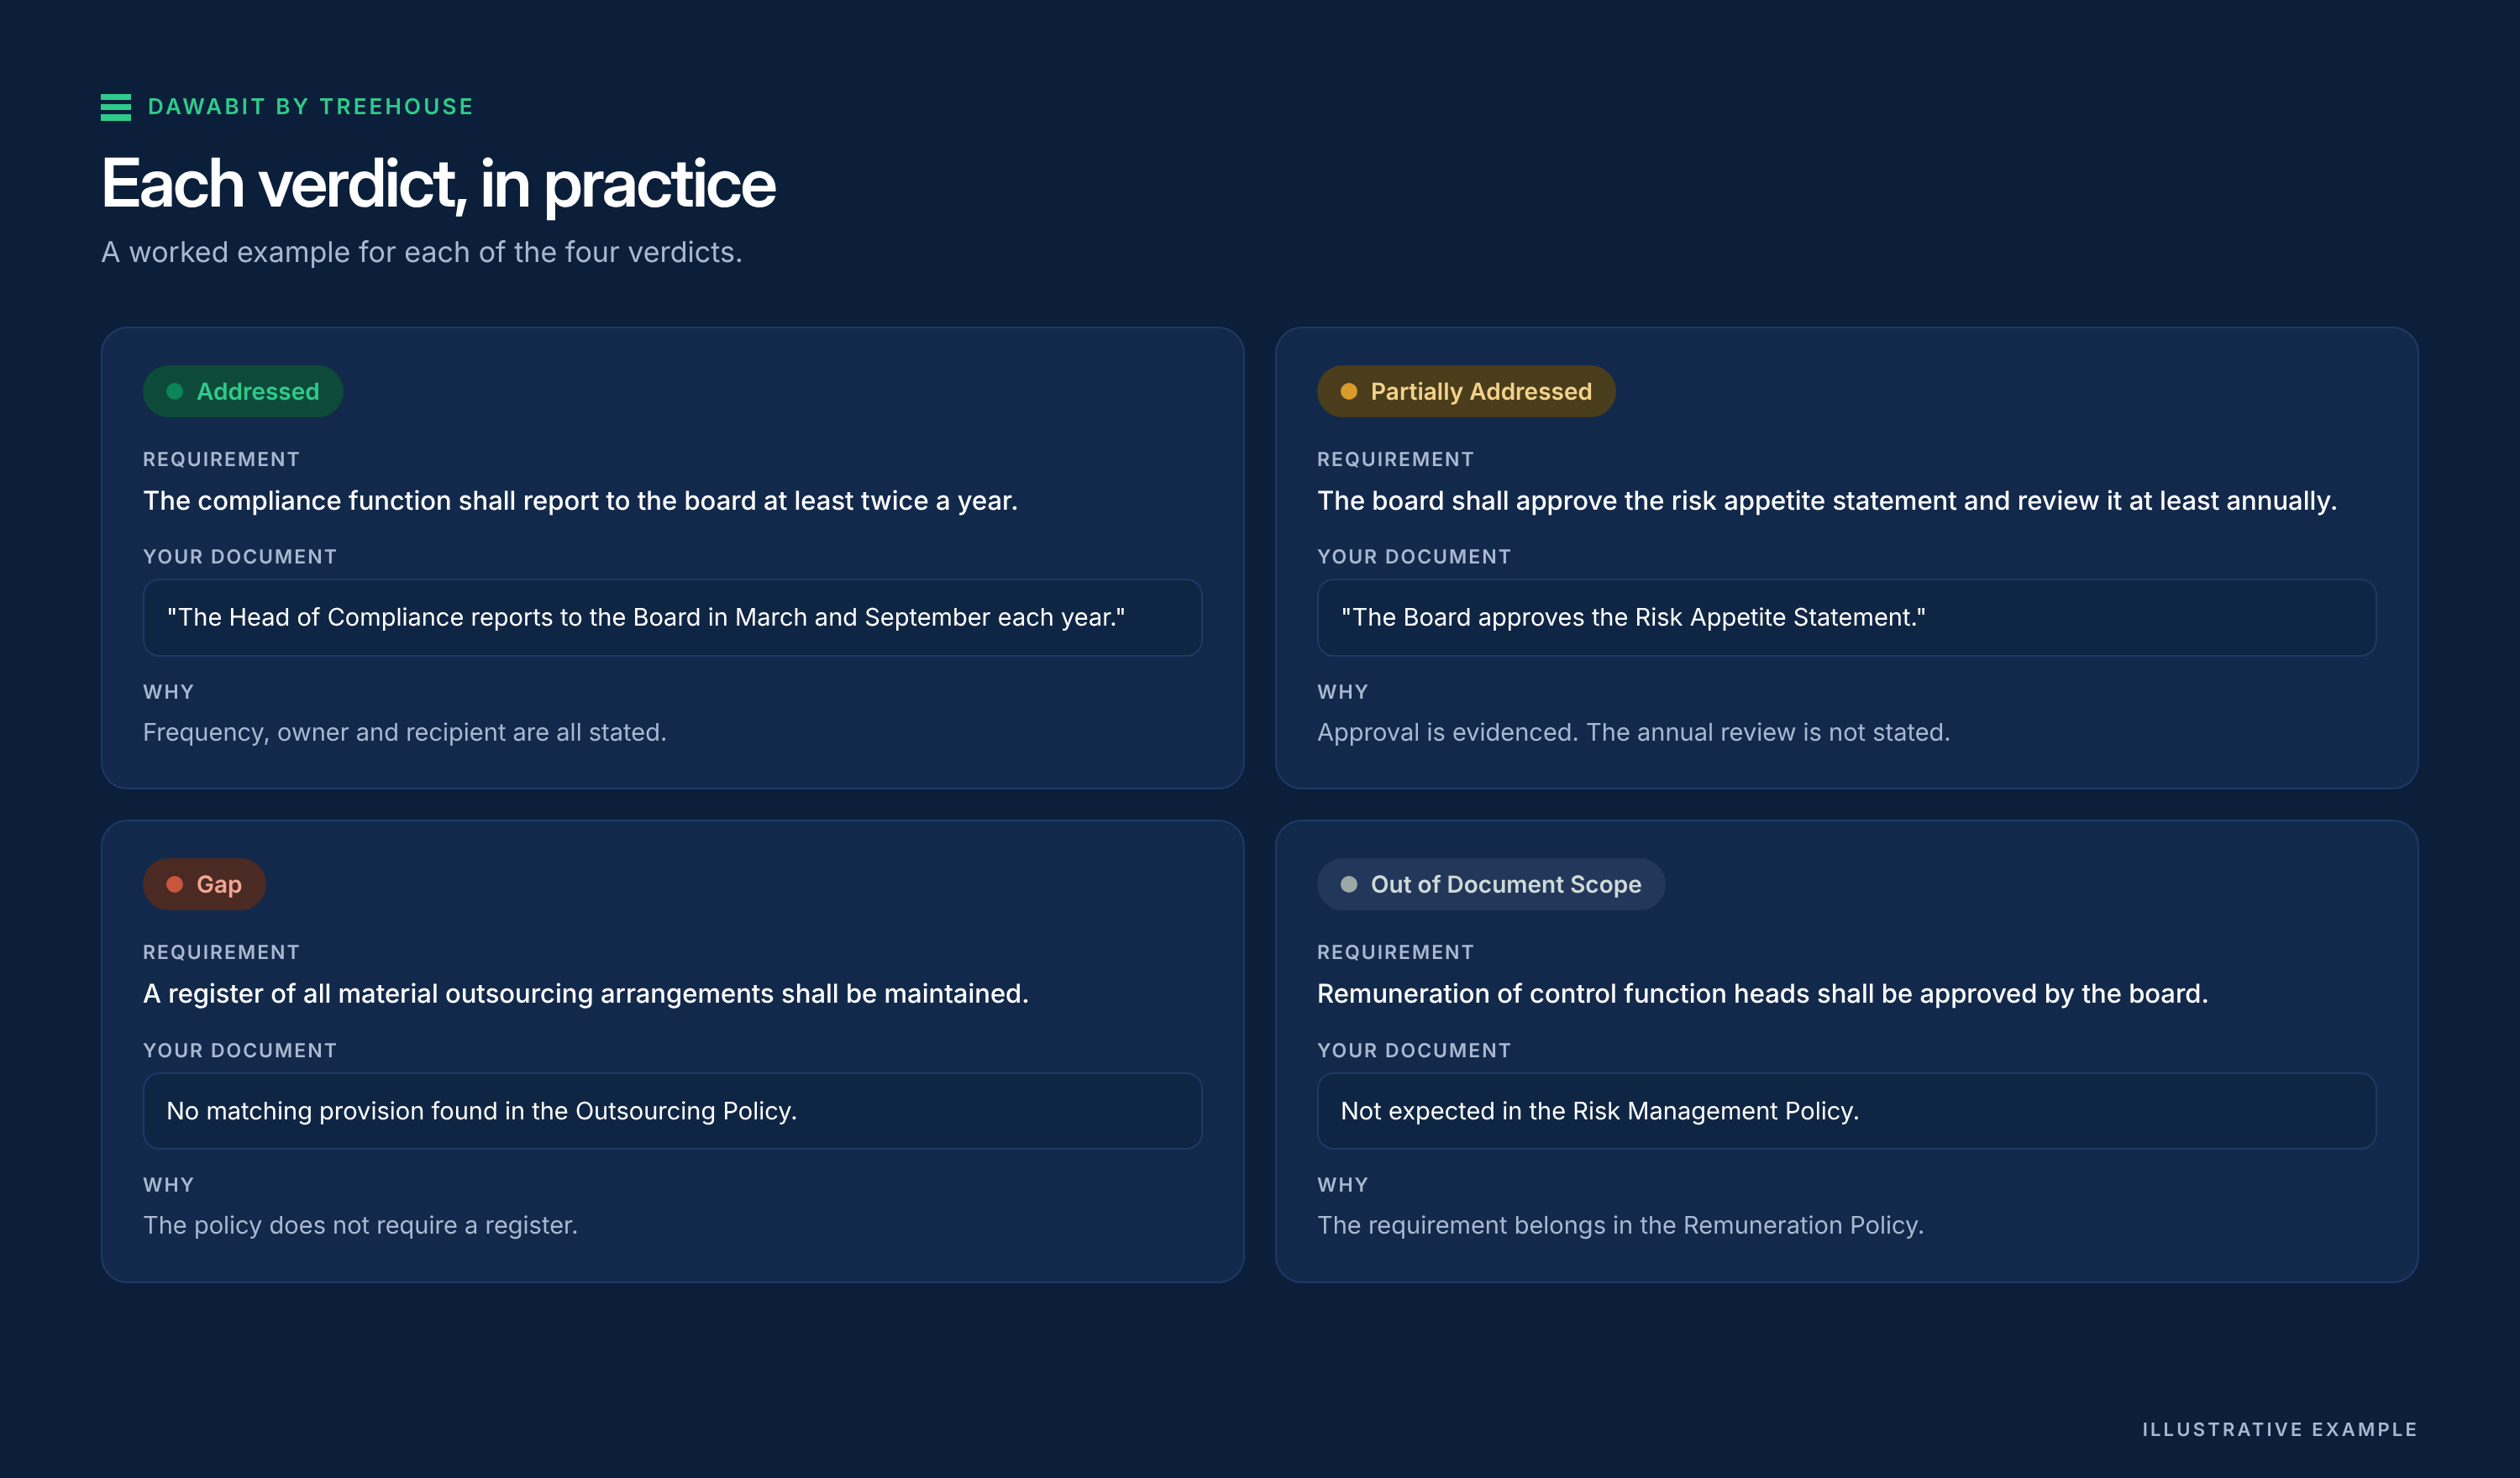 DAWABIT BY TREEHOUSE
Each verdict, in practice
A worked example for each of the four verdicts.
Addressed
REQUIREMENT
The compliance function shall report to the board at least twice a year.
YOUR DOCUMENT
"The Head of Compliance reports to the Board in March and September each year."
WHY
Frequency, owner and recipient are all stated.
Partially Addressed
REQUIREMENT
The board shall approve the risk appetite statement and review it at least annually.
YOUR DOCUMENT
"The Board approves the Risk Appetite Statement."
WHY
Approval is evidenced. The annual review is not stated.
Gap
REQUIREMENT
A register of all material outsourcing arrangements shall be maintained.
YOUR DOCUMENT
No matching provision found in the Outsourcing Policy.
WHY
The policy does not require a register.
Out of Document Scope
REQUIREMENT
Remuneration of control function heads shall be approved by the board.
YOUR DOCUMENT
Not expected in the Risk Management Policy.
WHY
The requirement belongs in the Remuneration Policy.
ILLUSTRATIVE EXAMPLE